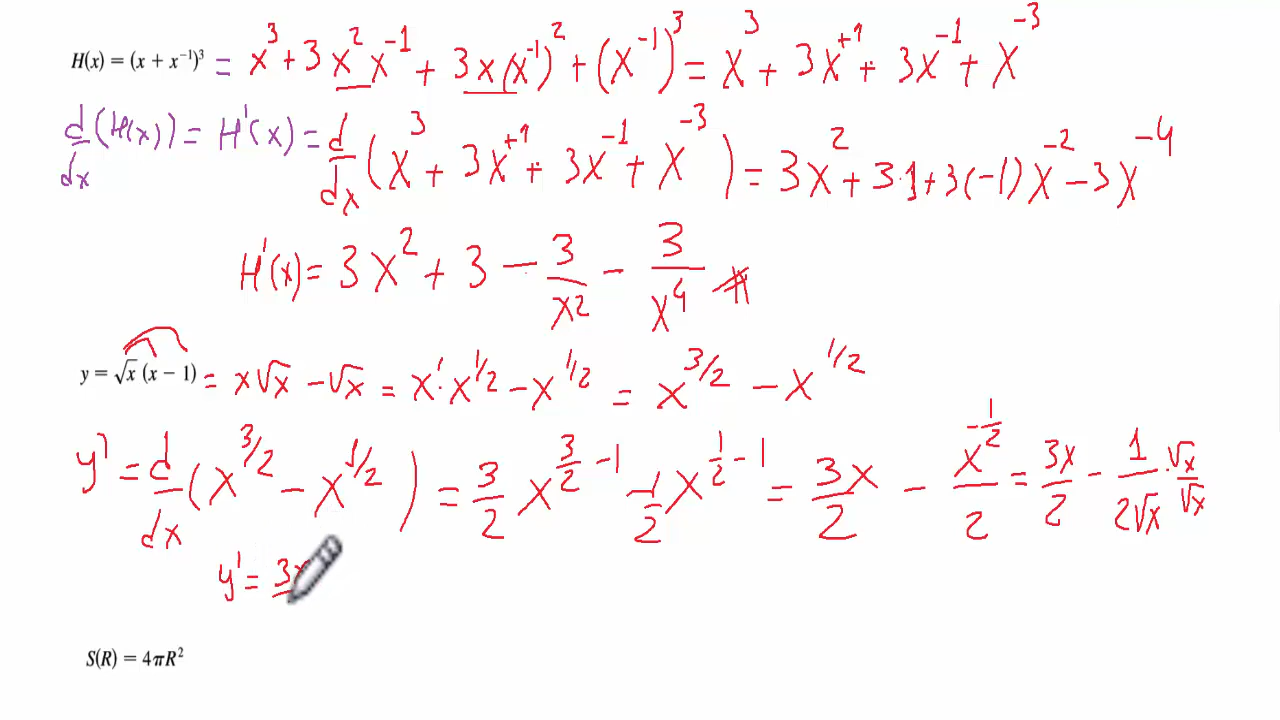 H(x) = (x + x⁻¹)³ = x³ + 3x²x⁻¹ + 3x(x⁻¹)² + (x⁻¹)³ = x³ + 3x⁺¹ + 3x⁻¹ + x⁻³
d/dx (H(x)) = H'(x) = d/dx (x³ + 3x⁺¹ + 3x⁻¹ + x⁻³) = 3x² + 3·1 + 3(-1)x⁻² - 3x⁻⁴
H'(x) = 3x² + 3 - 3/x² - 3/x⁴
y = √x (x − 1) = x√x - √x = x¹·x^1/2 - x^1/2 = x^3/2 - x^1/2
y' = d/dx (x^3/2 - x^1/2) = 3/2 x^(3/2 - 1) - 1/2 x^(1/2 - 1) = 3x/2 - x^(-1/2)/2 = 3x/2 - 1/(2√x) · √x/√x
y' = 3x
S(R) = 4πR²